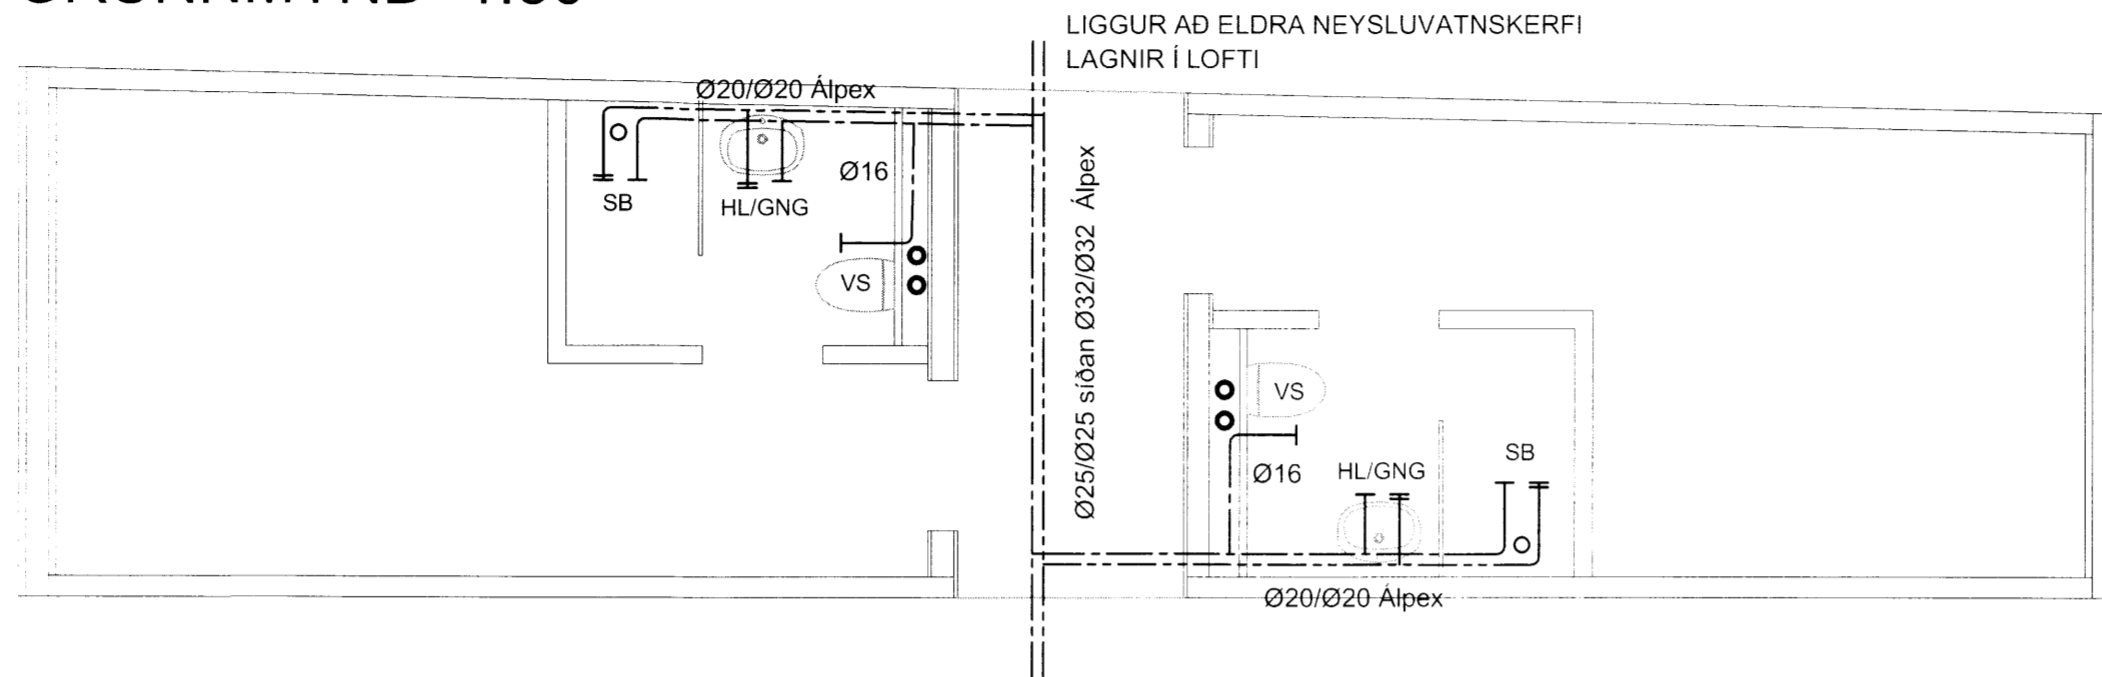 LIGGUR AÐ ELDRA NEYSLUVATNSKERFI
LAGNIR Í LOFTI
Ø20/Ø20 Álpex
Ø16
SB
HL/GNG
VS
Ø25/Ø25 síðan Ø32/Ø32 Álpex
VS
Ø16
HL/GNG
SB
Ø20/Ø20 Álpex